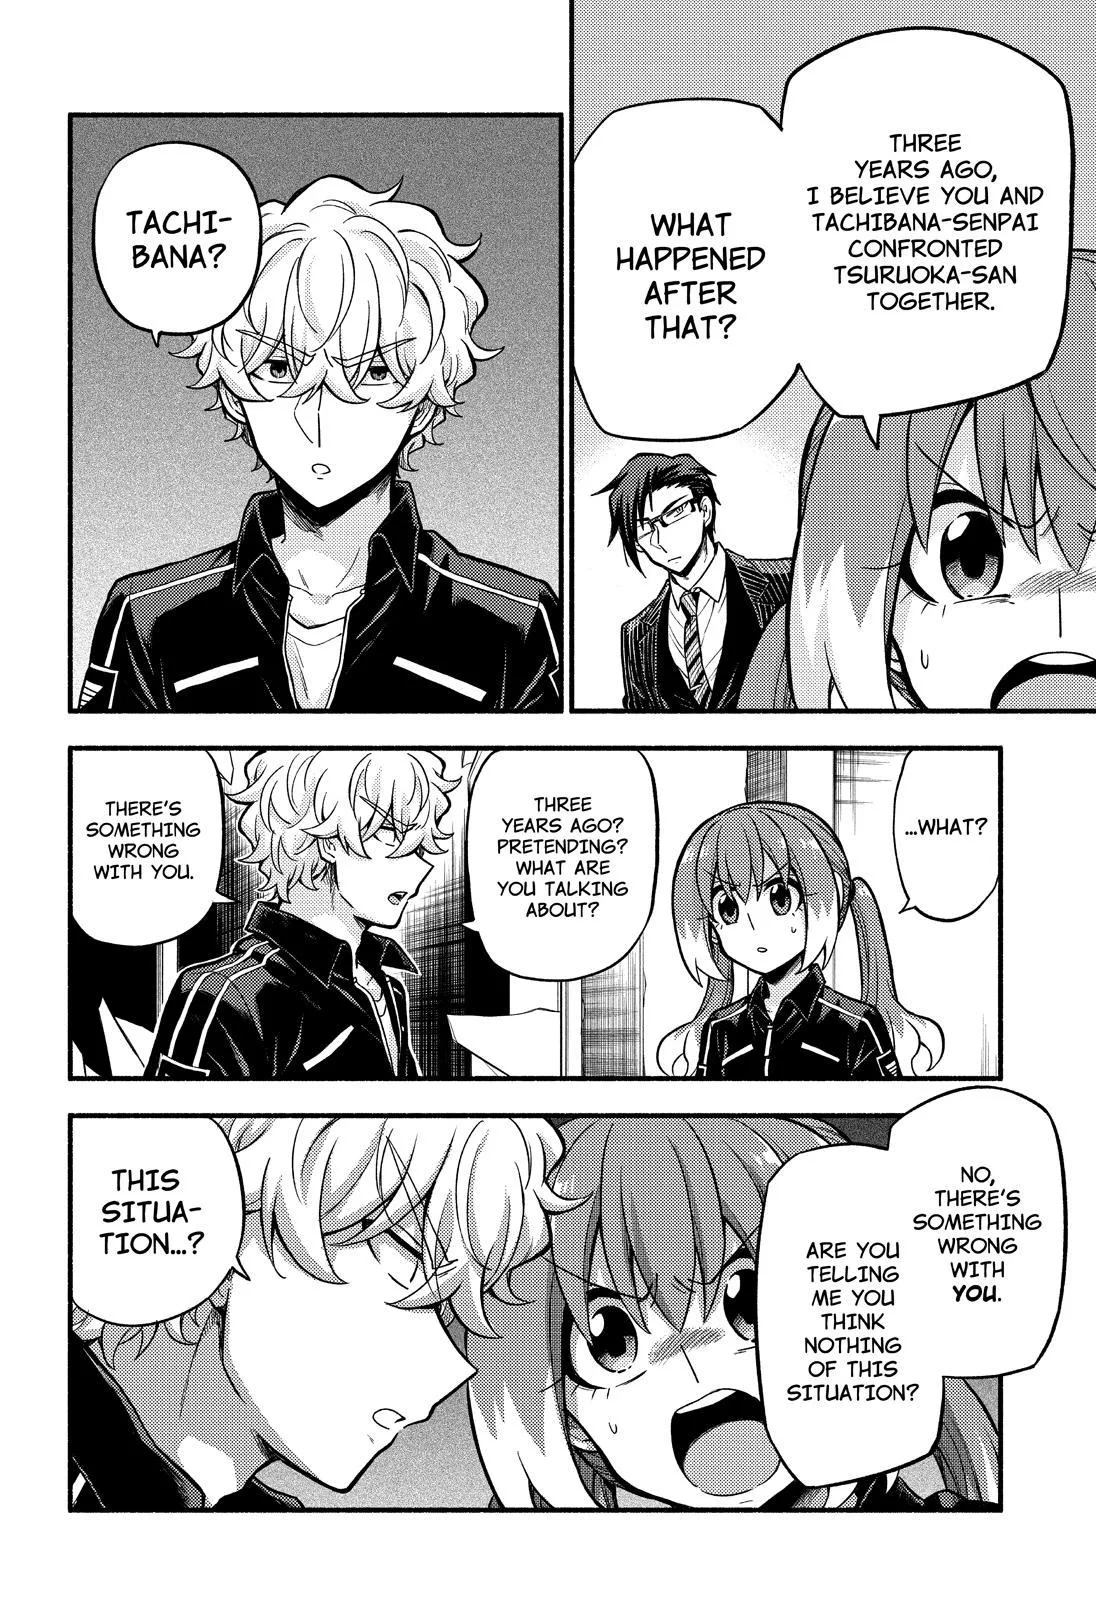 THREE
YEARS AGO,
I BELIEVE YOU AND
TACHIBANA-SENPAI
CONFRONTED
TSURUOKA-SAN
TOGETHER.
WHAT
HAPPENED
AFTER
THAT?
TACHI-
BANA?
...WHAT?
THREE
YEARS AGO?
PRETENDING?
WHAT ARE
YOU TALKING
ABOUT?
THERE'S
SOMETHING
WRONG
WITH YOU.
NO,
THERE'S
SOMETHING
WRONG
WITH
YOU.
ARE YOU
TELLING
ME YOU
THINK
NOTHING
OF THIS
SITUATION?
THIS
SITUA-
TION...?